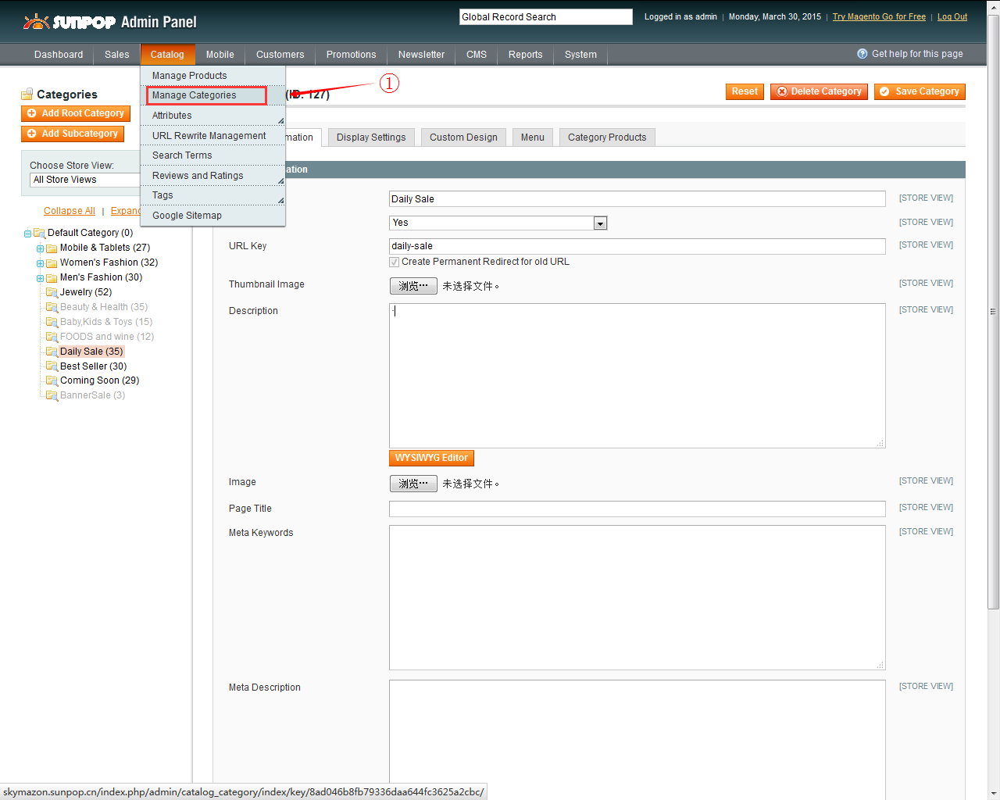 SUNPOP Admin Panel
Global Record Search
Logged in as admin | Monday, March 30, 2015 | Try Magento Go for Free | Log Out
Dashboard Sales Catalog Mobile Customers Promotions Newsletter CMS Reports System
Get help for this page
Manage Products
Manage Categories
Attributes
URL Rewrite Management
Search Terms
Reviews and Ratings
Tags
Google Sitemap
①
Categories
Add Root Category
Add Subcategory
Choose Store View:
All Store Views
Collapse All | Expand
Default Category (0)
Mobile & Tablets (27)
Women's Fashion (32)
Men's Fashion (30)
Jewelry (52)
Beauty & Health (35)
Baby,Kids & Toys (15)
FOODS and wine (12)
Daily Sale (35)
Best Seller (30)
Coming Soon (29)
BannerSale (3)
(ID: 127)
Reset Delete Category Save Category
mation Display Settings Custom Design Menu Category Products
ation
Daily Sale [STORE VIEW]
Yes [STORE VIEW]
URL Key daily-sale [STORE VIEW]
Create Permanent Redirect for old URL
Thumbnail Image 浏览… 未选择文件。 [STORE VIEW]
Description - [STORE VIEW]
WYSIWYG Editor
Image 浏览… 未选择文件。 [STORE VIEW]
Page Title [STORE VIEW]
Meta Keywords [STORE VIEW]
Meta Description [STORE VIEW]
skymazon.sunpop.cn/index.php/admin/catalog_category/index/key/8ad046b8fb79336daa644fc3625a2cbc/